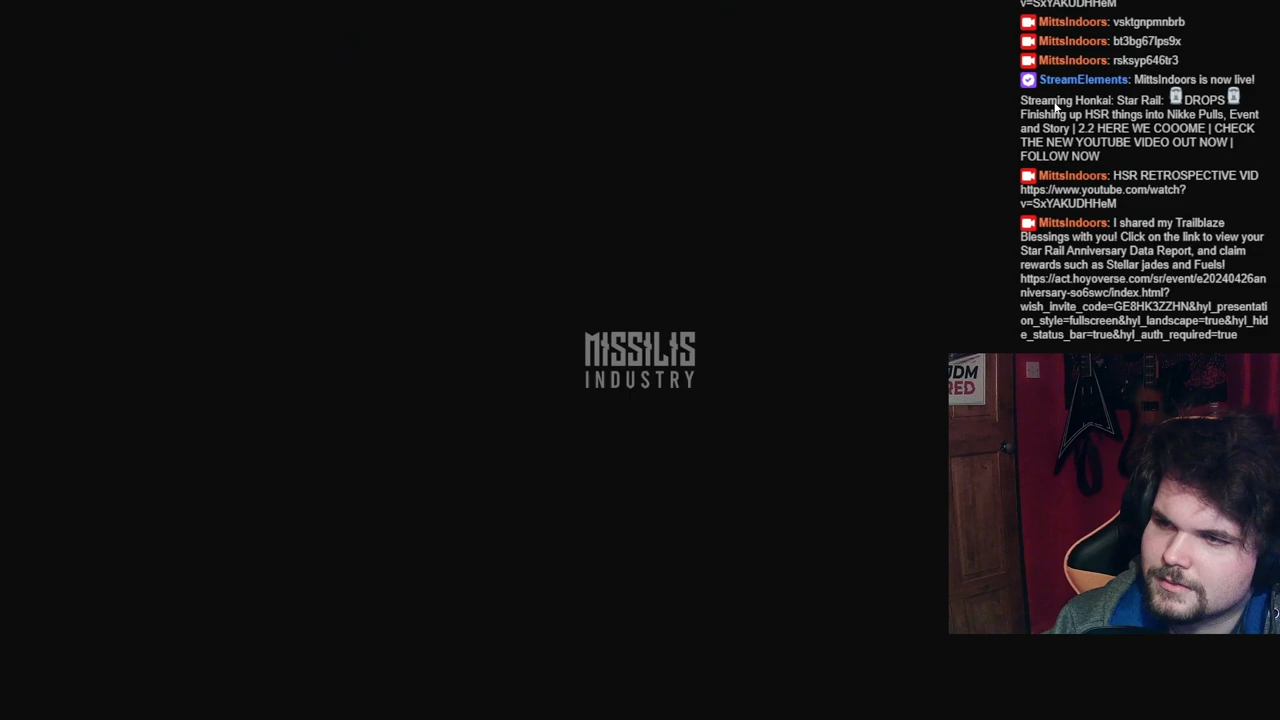 v=SxYAKUDHHeM
MittsIndoors: vsktgnpmnbrb
MittsIndoors: bt3bg67lps9x
MittsIndoors: rsksyp646tr3
StreamElements: MittsIndoors is now live!
Streaming Honkai: Star Rail: DROPS
Finishing up HSR things into Nikke Pulls, Event
and Story | 2.2 HERE WE COOOME | CHECK
THE NEW YOUTUBE VIDEO OUT NOW |
FOLLOW NOW
MittsIndoors: HSR RETROSPECTIVE VID
https://www.youtube.com/watch?
v=SxYAKUDHHeM
MittsIndoors: I shared my Trailblaze
Blessings with you! Click on the link to view your
Star Rail Anniversary Data Report, and claim
rewards such as Stellar jades and Fuels!
https://act.hoyoverse.com/sr/event/e20240426an
niversary-so6swc/index.html?
wish_invite_code=GE8HK3ZZHN&hyl_presentati
on_style=fullscreen&hyl_landscape=true&hyl_hid
e_status_bar=true&hyl_auth_required=true
MISSILIS
INDUSTRY
JDM
RED